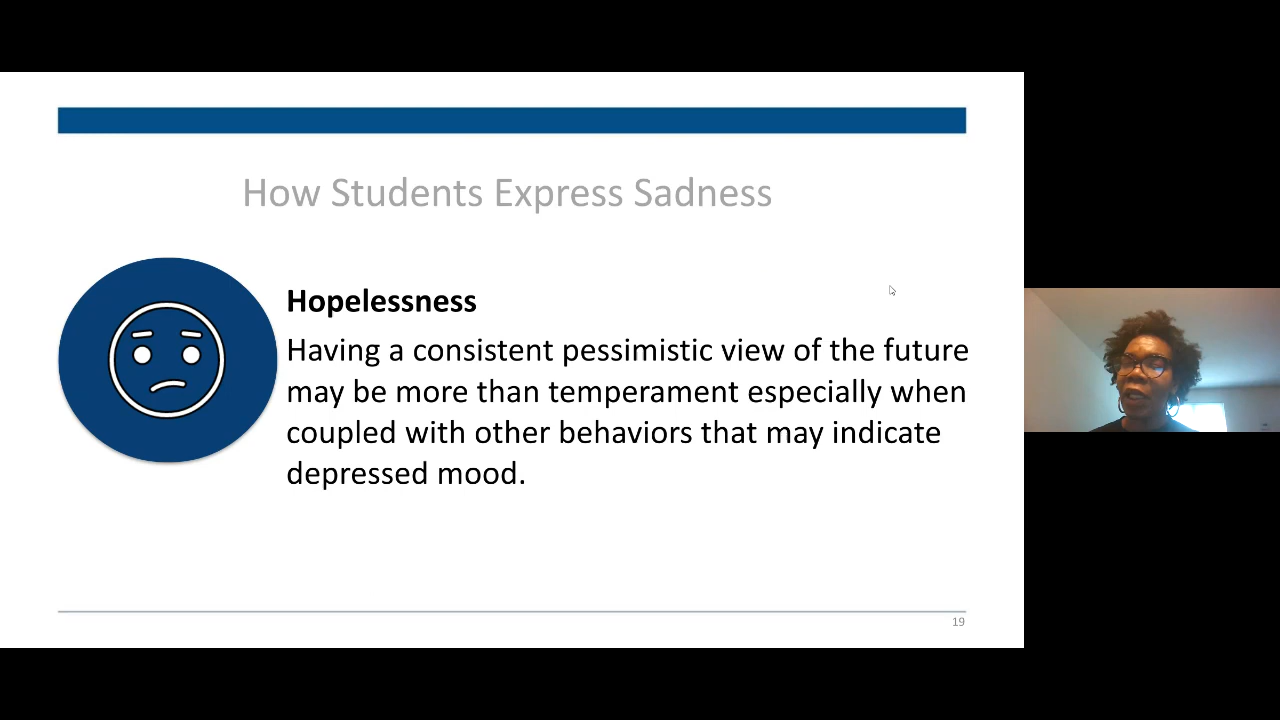 How Students Express Sadness
Hopelessness
Having a consistent pessimistic view of the future
may be more than temperament especially when
coupled with other behaviors that may indicate
depressed mood.
19